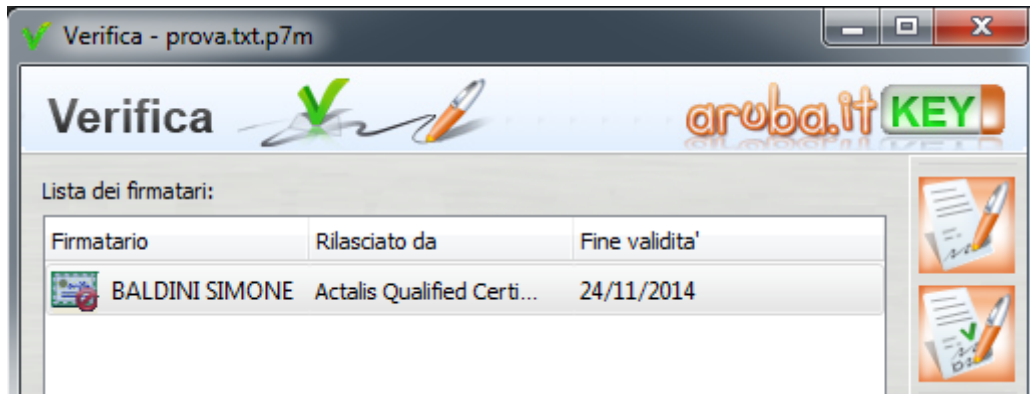 Verifica - prova.txt.p7m
Verifica
aruba.it KEY
Lista dei firmatari:
Firmatario Rilasciato da Fine validita'
BALDINI SIMONE Actalis Qualified Certi... 24/11/2014